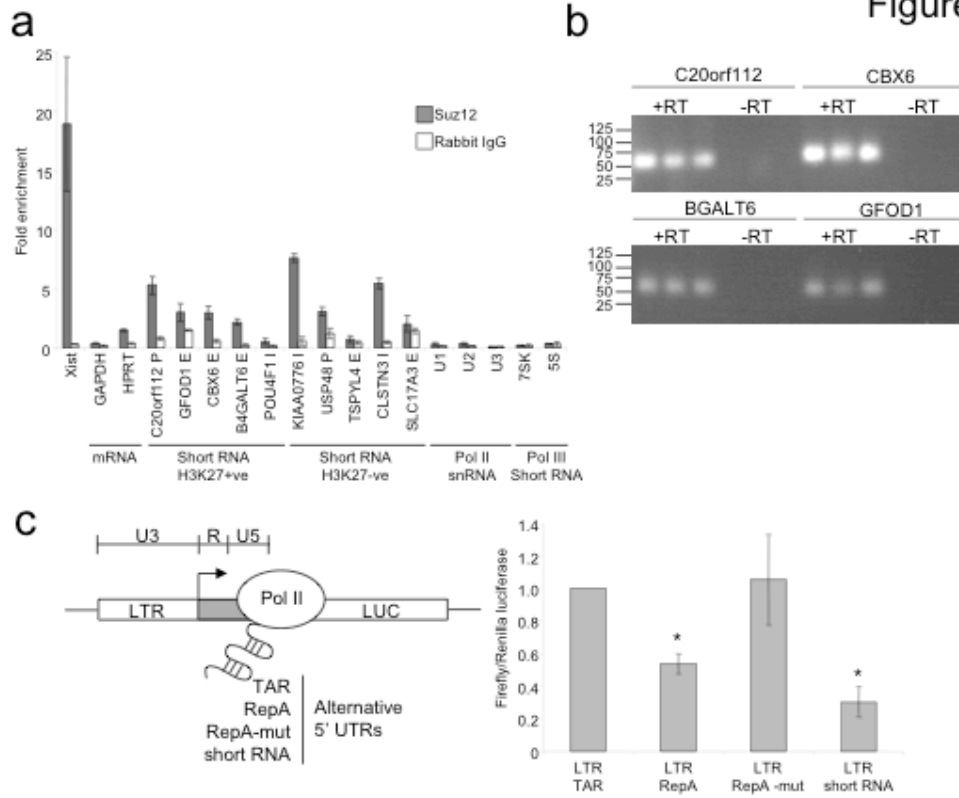 Figure
a
25
20
15
10
5
0
Fold enrichment
Suz12
Rabbit IgG
Xist
GAPDH
HPRT
C20orf112 P
GFOD1 E
CBX6 E
B4GALT6 E
POU4F1 I
KIAA0776 I
USP48 P
TSPYL4 E
CLSTN3 I
SLC17A3 E
U1
U2
U3
7SK
5S
mRNA
Short RNA
H3K27+ve
Short RNA
H3K27-ve
Pol II
snRNA
Pol III
Short RNA
b
C20orf112 CBX6
+RT -RT +RT -RT
125
100
75
50
25
BGALT6 GFOD1
+RT -RT +RT -RT
125
100
75
50
25
c
U3 R U5
LTR Pol II LUC
TAR
RepA
RepA-mut
short RNA
Alternative
5' UTRs
Firefly/Renilla luciferase
1.4
1.2
1.0
0.8
0.6
0.4
0.2
0
* *
LTR LTR LTR LTR
TAR RepA RepA -mut short RNA